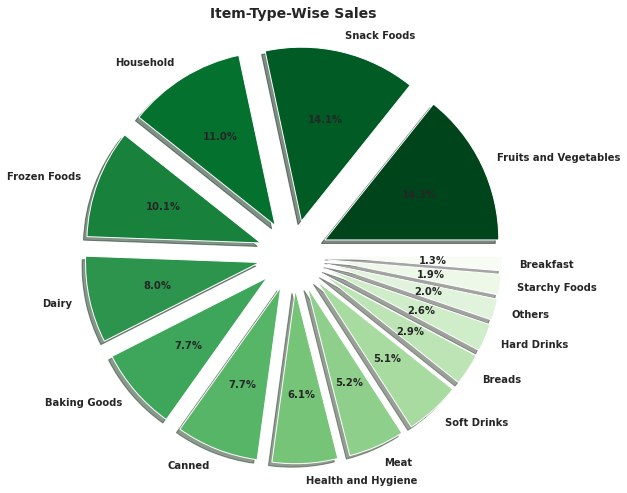 Item-Type-Wise Sales
Snack Foods
Household
14.1%
11.0%
Fruits and Vegetables
Frozen Foods
10.1%
Breakfast
1.3%
Starchy Foods
1.9%
Others
2.0%
Dairy
8.0%
Hard Drinks
2.6%
Breads
2.9%
Baking Goods
7.7%
Soft Drinks
5.1%
Canned
7.7%
Health and Hygiene
6.1%
Meat
5.2%